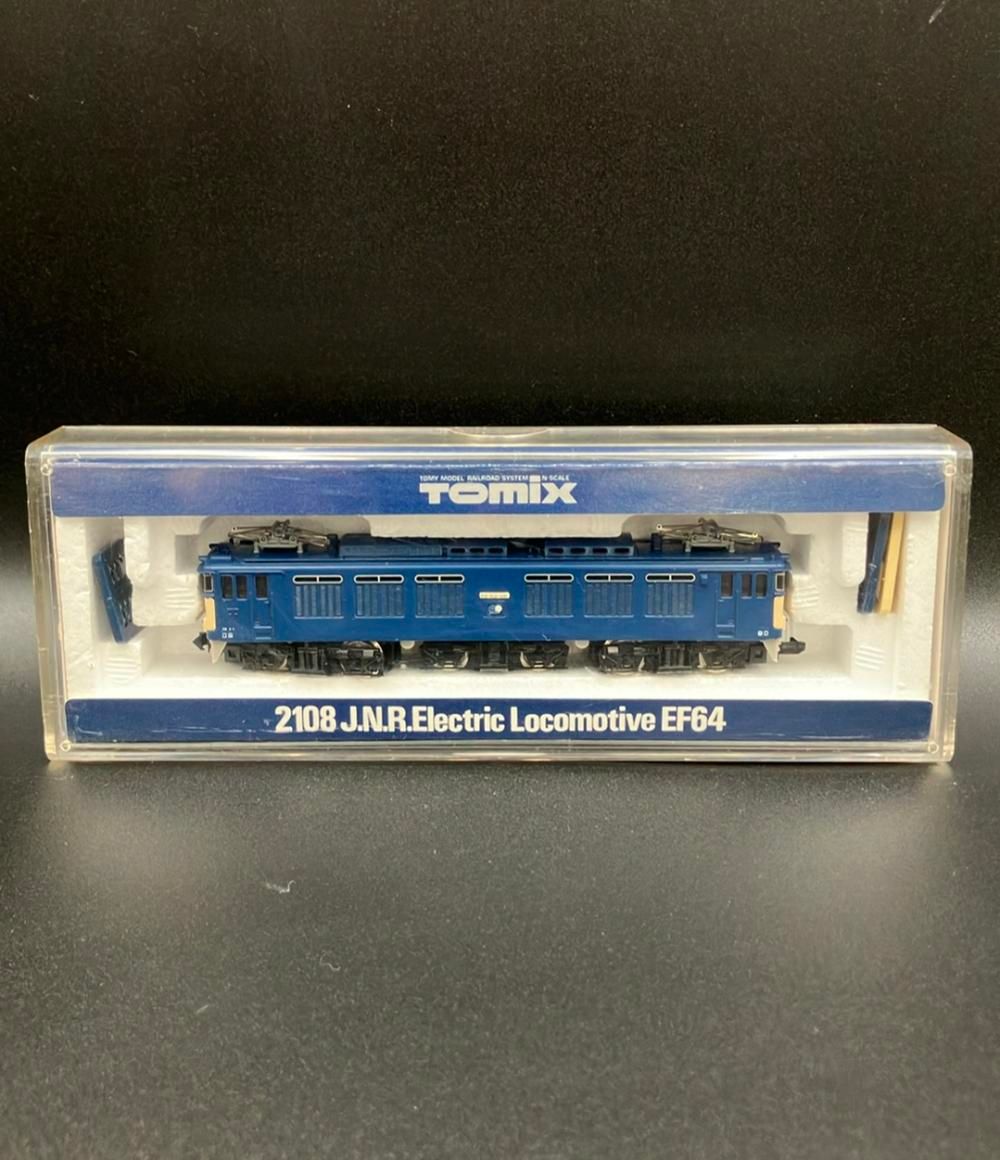 TOMY MODEL RAILROAD SYSTEM N SCALE
TOMIX
2108 J.N.R.Electric Locomotive EF64